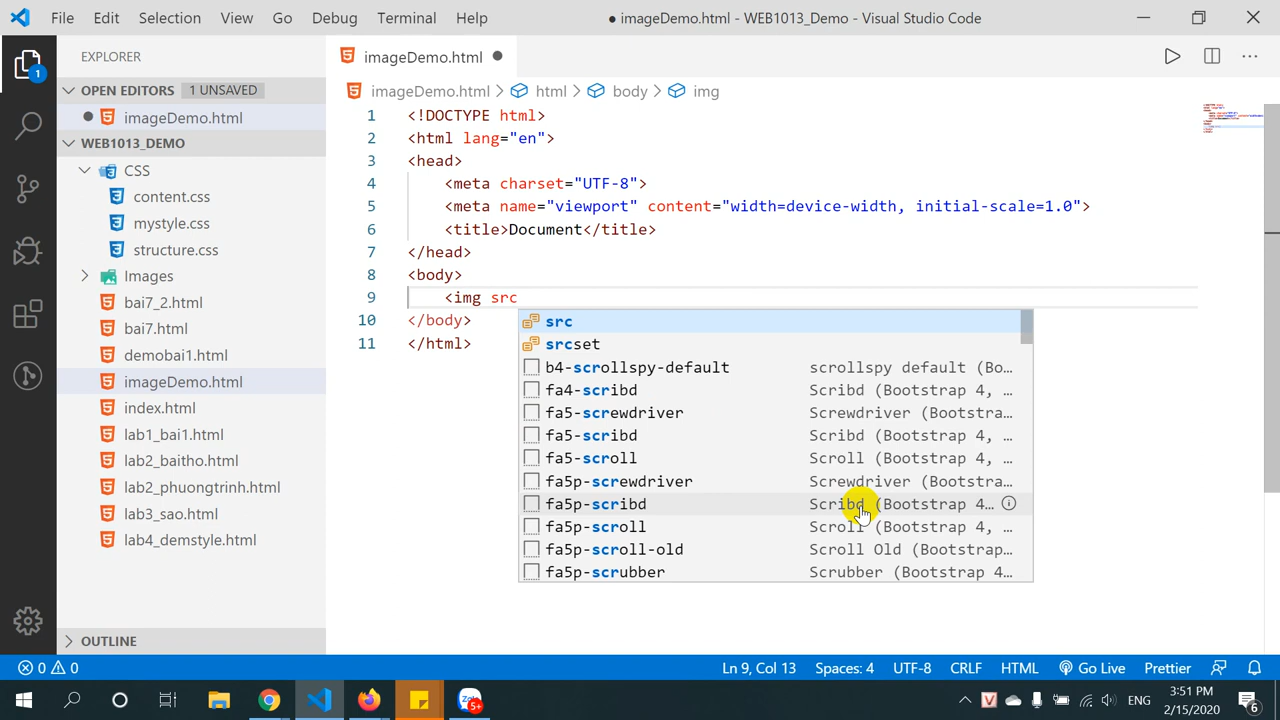 File Edit Selection View Go Debug Terminal Help ● imageDemo.html - WEB1013_Demo - Visual Studio Code
EXPLORER
OPEN EDITORS 1 UNSAVED
imageDemo.html
WEB1013_DEMO
CSS
content.css
mystyle.css
structure.css
Images
bai7_2.html
bai7.html
demobai1.html
imageDemo.html
index.html
lab1_bai1.html
lab2_baitho.html
lab2_phuongtrinh.html
lab3_sao.html
lab4_demstyle.html
OUTLINE
1
imageDemo.html
imageDemo.html > html > body > img
1 <!DOCTYPE html>
2 <html lang="en">
3 <head>
4 <meta charset="UTF-8">
5 <meta name="viewport" content="width=device-width, initial-scale=1.0">
6 <title>Document</title>
7 </head>
8 <body>
9 <img src
10 </body>
11 </html>
src
srcset
b4-scrollspy-default scrollspy default (Bo…
fa4-scribd Scribd (Bootstrap 4, …
fa5-screwdriver Screwdriver (Bootstra…
fa5-scribd Scribd (Bootstrap 4, …
fa5-scroll Scroll (Bootstrap 4, …
fa5p-screwdriver Screwdriver (Bootstra…
fa5p-scribd Scribd (Bootstrap 4…
fa5p-scroll Scroll (Bootstrap 4, …
fa5p-scroll-old Scroll Old (Bootstrap…
fa5p-scrubber Scrubber (Bootstrap 4…
0 0 Ln 9, Col 13 Spaces: 4 UTF-8 CRLF HTML Go Live Prettier
Zalo 5+ ENG 3:51 PM
2/15/2020 6